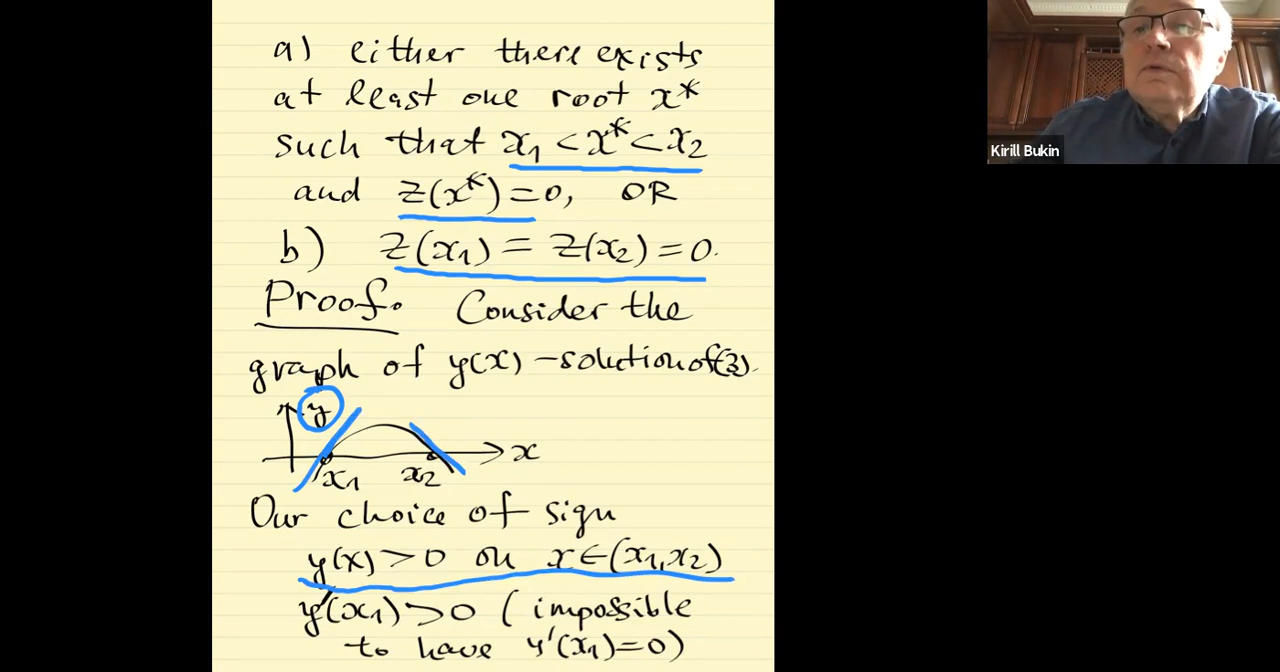 a) either there exists
at least one root x*
such that x₁ < x* < x₂
and z(x*) = 0, OR
b) z(x₁) = z(x₂) = 0.
Proof. Consider the
graph of y(x) – solution of (3).
y
x
x₁ x₂
Our choice of sign
y(x) > 0 on x ∈ (x₁, x₂)
y'(x₁) > 0 ( impossible
to have y'(x₁) = 0)
Kirill Bukin